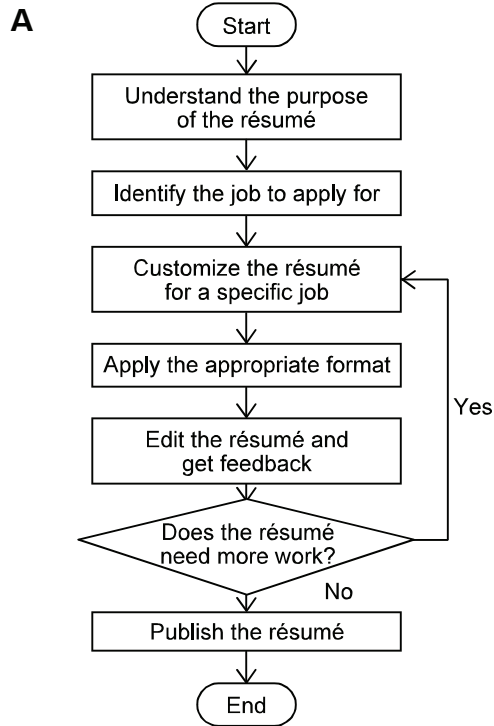 A
Start
Understand the purpose
of the résumé
Identify the job to apply for
Customize the résumé
for a specific job
Apply the appropriate format
Yes
Edit the résumé and
get feedback
Does the résumé
need more work?
No
Publish the résumé
End